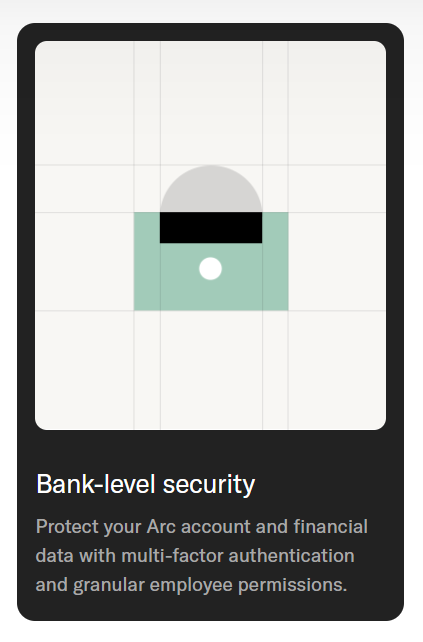 Bank-level security
Protect your Arc account and financial
data with multi-factor authentication
and granular employee permissions.